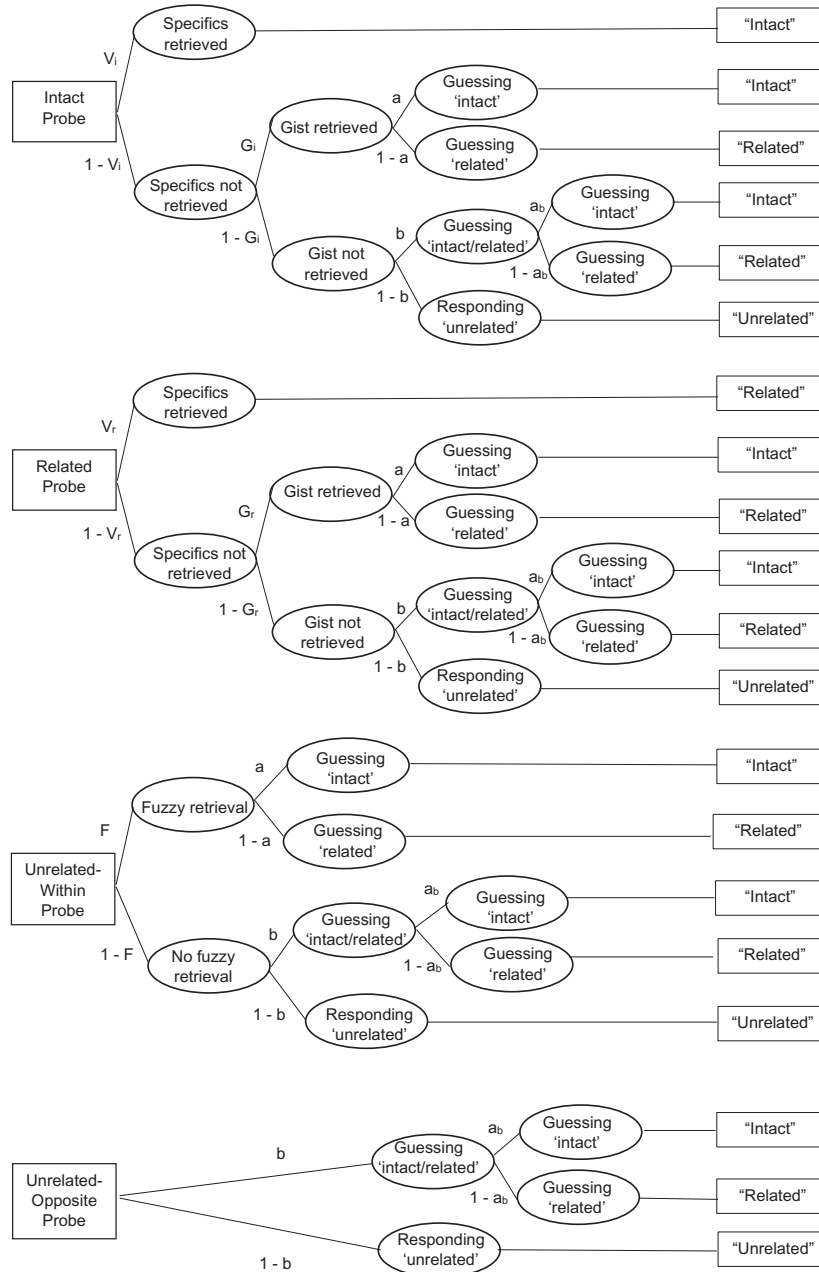 Specifics
retrieved
"Intact"
Vi
Intact
Probe
1 - Vi
Specifics not
retrieved
Gi
Gist retrieved
1 - Gi
Gist not
retrieved
a
Guessing
'intact'
"Intact"
1 - a
Guessing
'related'
"Related"
b
Guessing
'intact/related'
ab
Guessing
'intact'
"Intact"
1 - ab
Guessing
'related'
"Related"
1 - b
Responding
'unrelated'
"Unrelated"
Specifics
retrieved
"Related"
Vr
Related
Probe
1 - Vr
Specifics not
retrieved
Gr
Gist retrieved
1 - Gr
Gist not
retrieved
a
Guessing
'intact'
"Intact"
1 - a
Guessing
'related'
"Related"
b
Guessing
'intact/related'
ab
Guessing
'intact'
"Intact"
1 - ab
Guessing
'related'
"Related"
1 - b
Responding
'unrelated'
"Unrelated"
Unrelated-
Within
Probe
F
Fuzzy retrieval
a
Guessing
'intact'
"Intact"
1 - a
Guessing
'related'
"Related"
1 - F
No fuzzy
retrieval
b
Guessing
'intact/related'
ab
Guessing
'intact'
"Intact"
1 - ab
Guessing
'related'
"Related"
1 - b
Responding
'unrelated'
"Unrelated"
Unrelated-
Opposite
Probe
b
Guessing
'intact/related'
ab
Guessing
'intact'
"Intact"
1 - ab
Guessing
'related'
"Related"
1 - b
Responding
'unrelated'
"Unrelated"